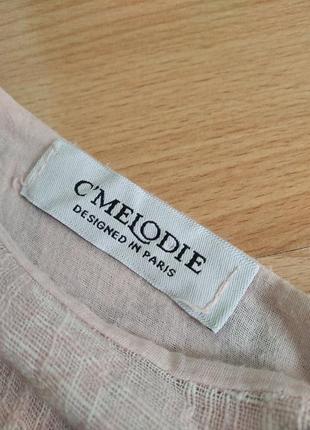 C'MELODIE
DESIGNED IN PARIS